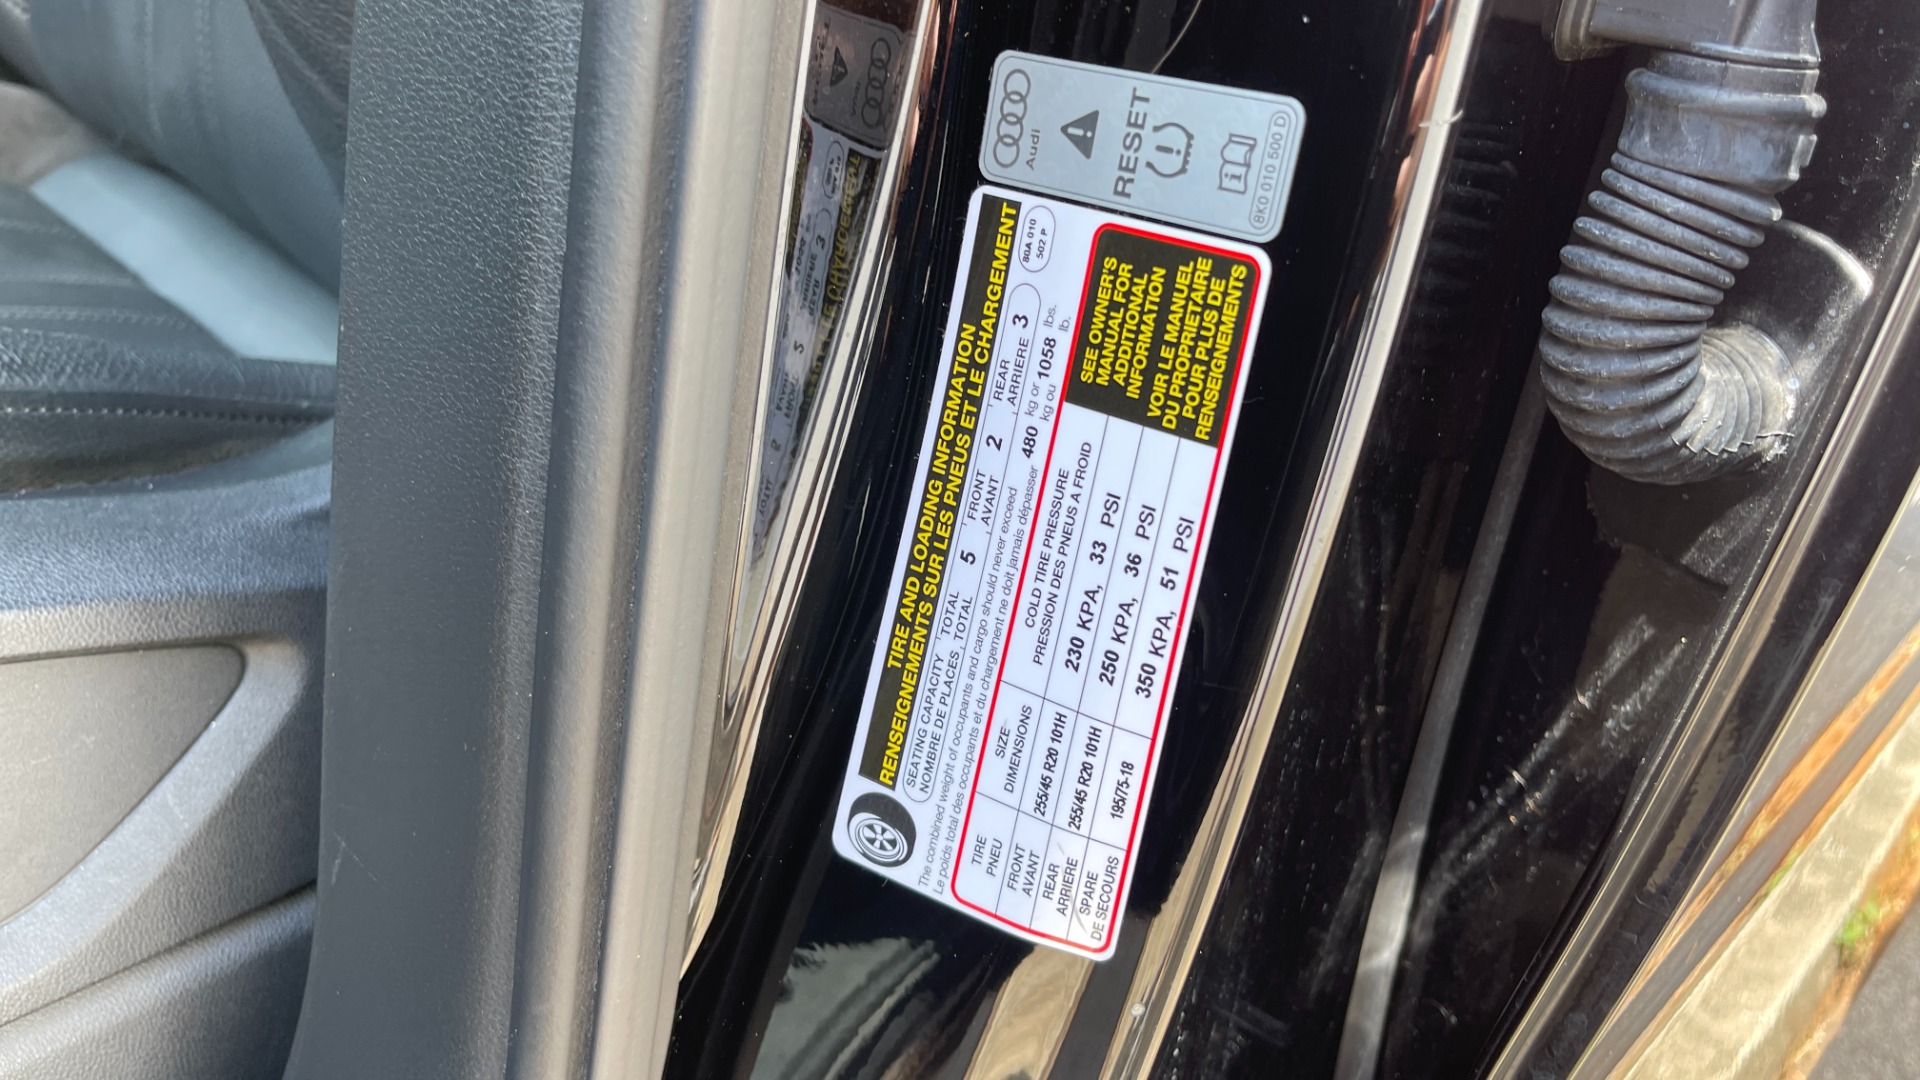 Audi
RESET
8K0 010 500 D
TIRE AND LOADING INFORMATION
RENSEIGNEMENTS SUR LES PNEUS ET LE CHARGEMENT
80A 010
502 P
SEATING CAPACITY TOTAL 5 FRONT 2 REAR 3
NOMBRE DE PLACES TOTAL AVANT ARRIERE
The combined weight of occupants and cargo should never exceed 480 kg or 1058 lbs.
Le poids total des occupants et du chargement ne doit jamais dépasser kg ou lb.
TIRE SIZE COLD TIRE PRESSURE
PNEU DIMENSIONS PRESSION DES PNEUS A FROID
FRONT
AVANT 255/45 R20 101H 230 KPA, 33 PSI
REAR
ARRIERE 255/45 R20 101H 250 KPA, 36 PSI
SPARE
DE SECOURS 195/75-18 350 KPA, 51 PSI
SEE OWNER'S
MANUAL FOR
ADDITIONAL
INFORMATION
VOIR LE MANUEL
DU PROPRIETAIRE
POUR PLUS DE
RENSEIGNEMENTS